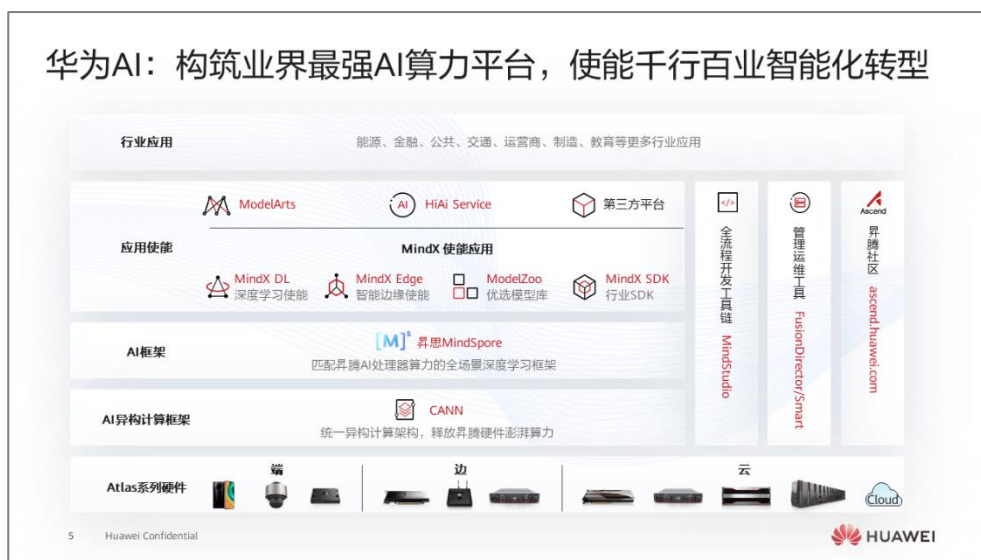 华为AI：构筑业界最强AI算力平台，使能千行百业智能化转型
行业应用
能源、金融、公共、交通、运营商、制造、教育等更多行业应用
应用使能
ModelArts
AI
HiAi Service
第三方平台
MindX 使能应用
MindX DL
深度学习使能
MindX Edge
智能边缘使能
ModelZoo
优选模型库
MindX SDK
行业SDK
AI框架
[M]s 昇思MindSpore
匹配昇腾AI处理器算力的全场景深度学习框架
AI异构计算框架
CANN
统一异构计算架构，释放昇腾硬件澎湃算力
</>
全流程开发工具链 MindStudio
管理运维工具 FusionDirector/Smart
Ascend
昇腾社区 ascend.huawei.com
Atlas系列硬件
端
边
云
Cloud
5
Huawei Confidential
HUAWEI